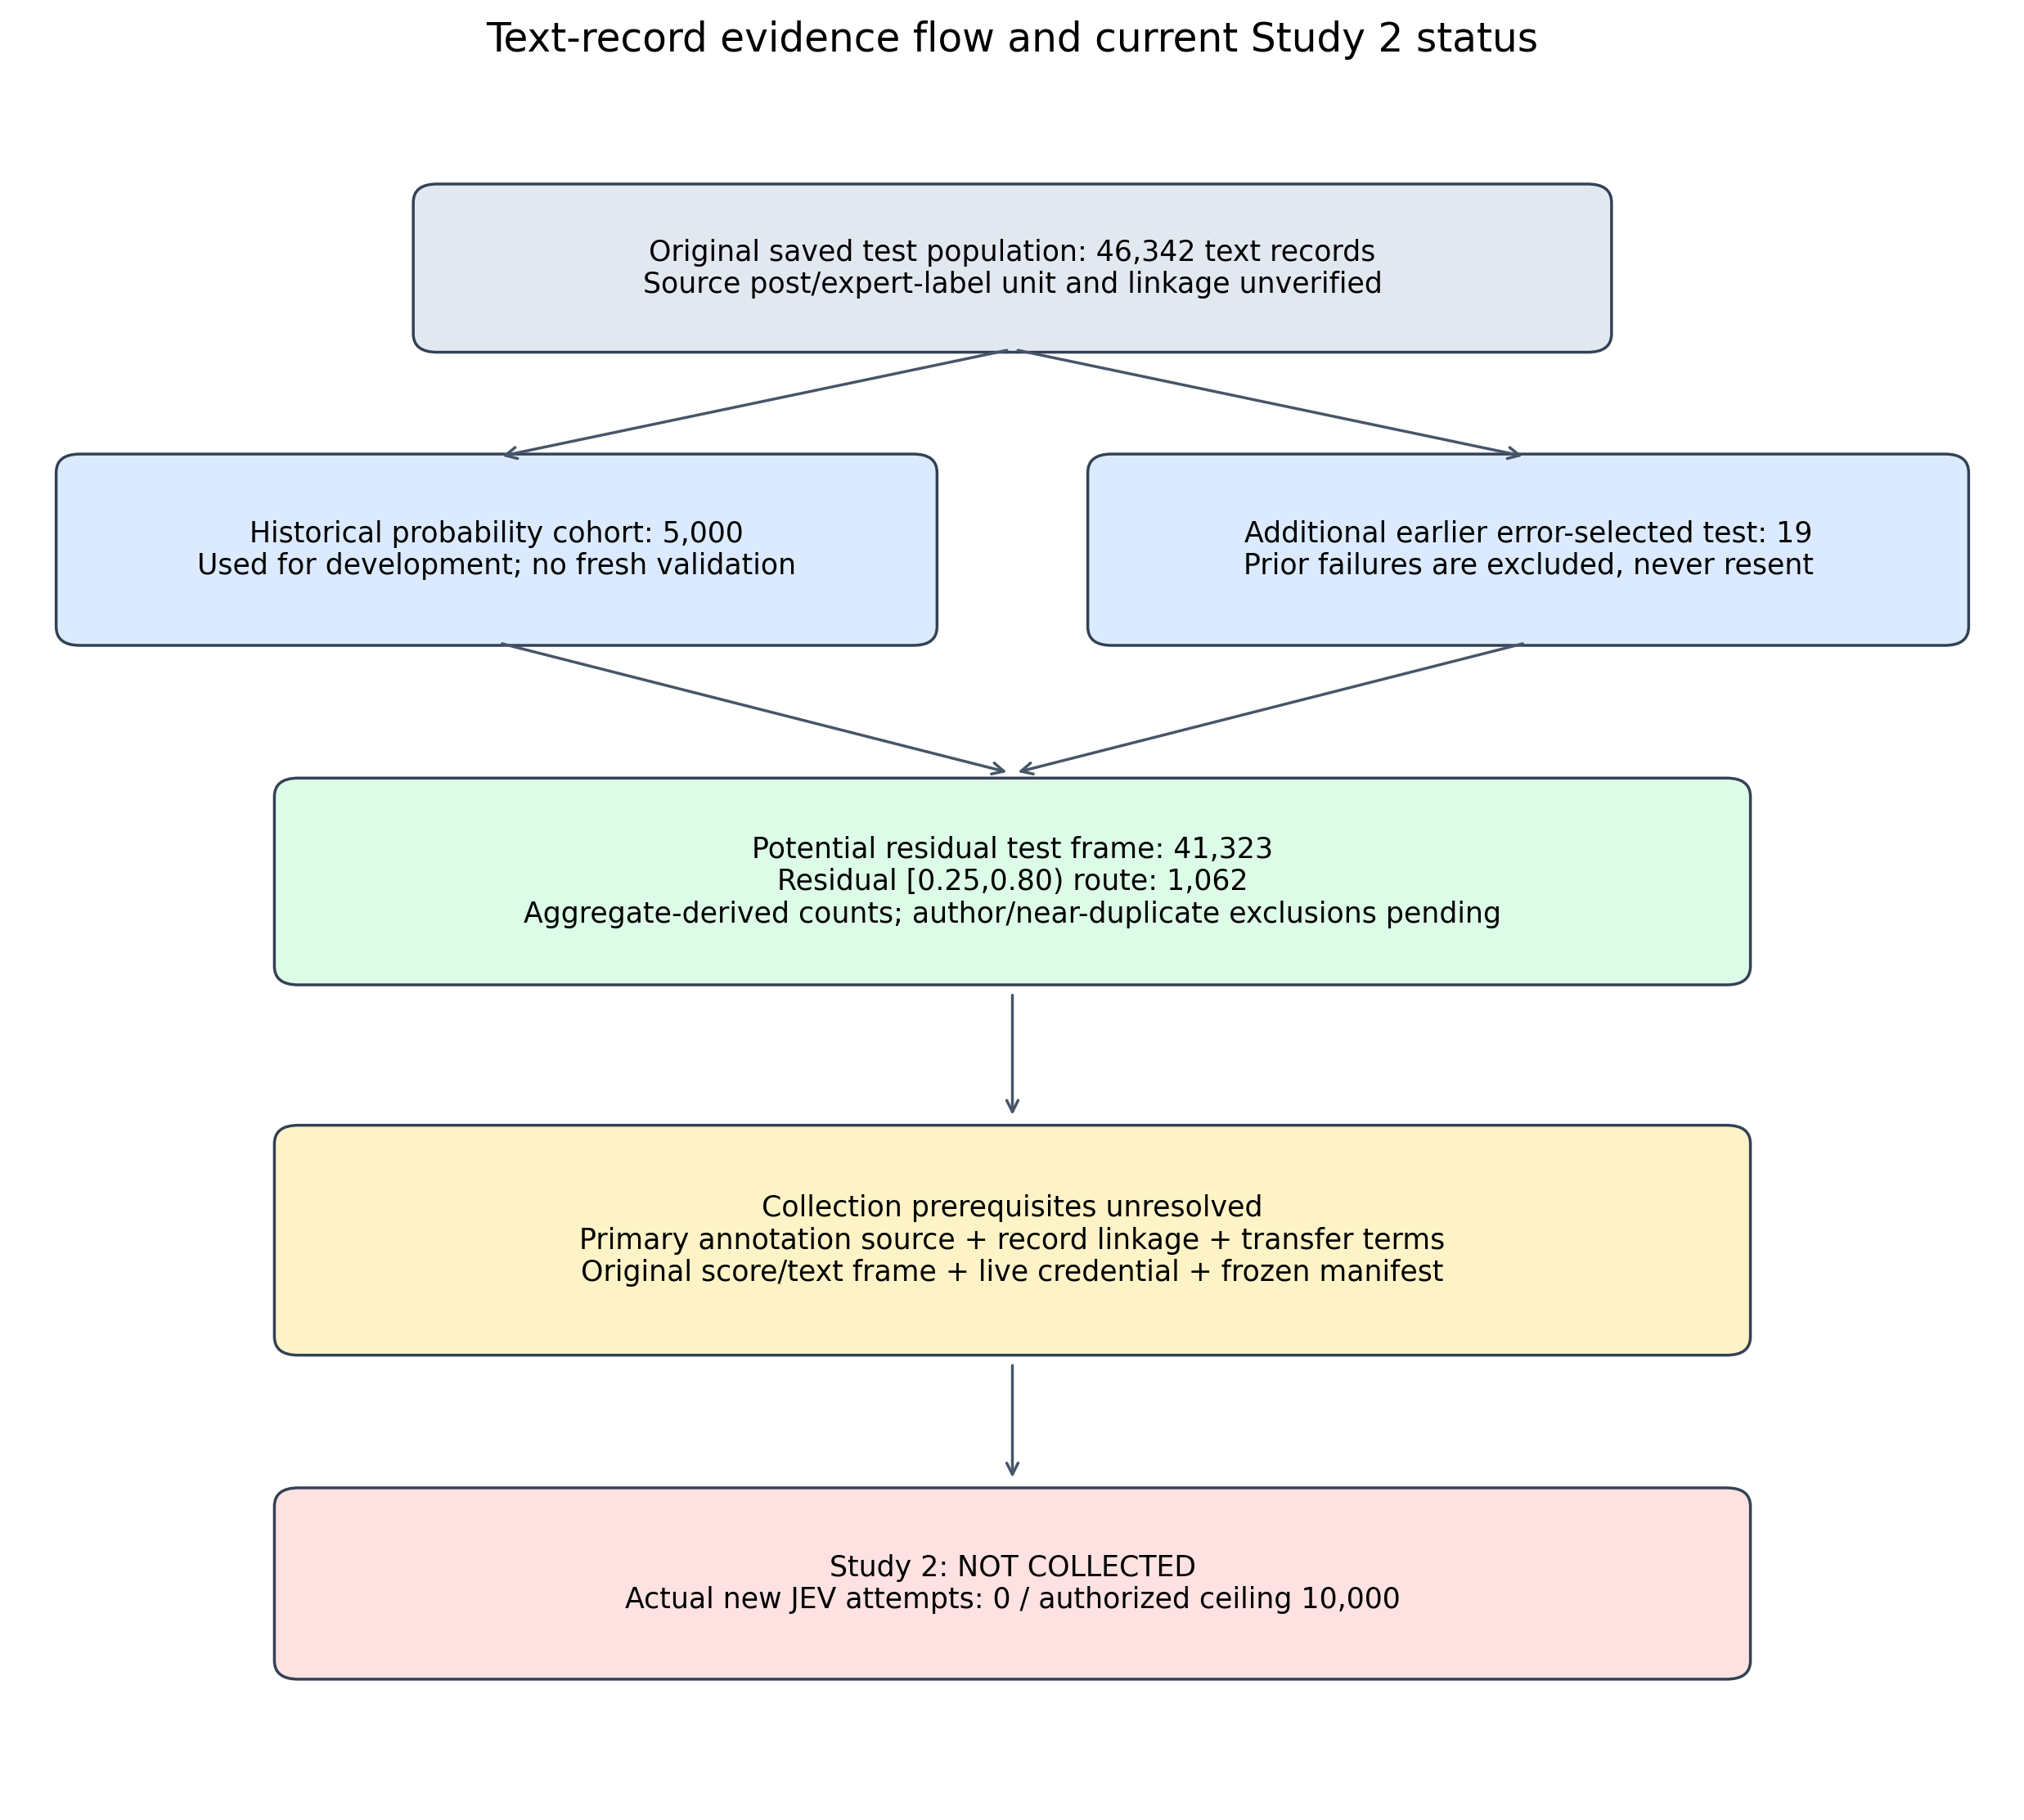 Text-record evidence flow and current Study 2 status
Original saved test population: 46,342 text records
Source post/expert-label unit and linkage unverified
Historical probability cohort: 5,000
Used for development; no fresh validation
Additional earlier error-selected test: 19
Prior failures are excluded, never resent
Potential residual test frame: 41,323
Residual [0.25,0.80) route: 1,062
Aggregate-derived counts; author/near-duplicate exclusions pending
Collection prerequisites unresolved
Primary annotation source + record linkage + transfer terms
Original score/text frame + live credential + frozen manifest
Study 2: NOT COLLECTED
Actual new JEV attempts: 0 / authorized ceiling 10,000